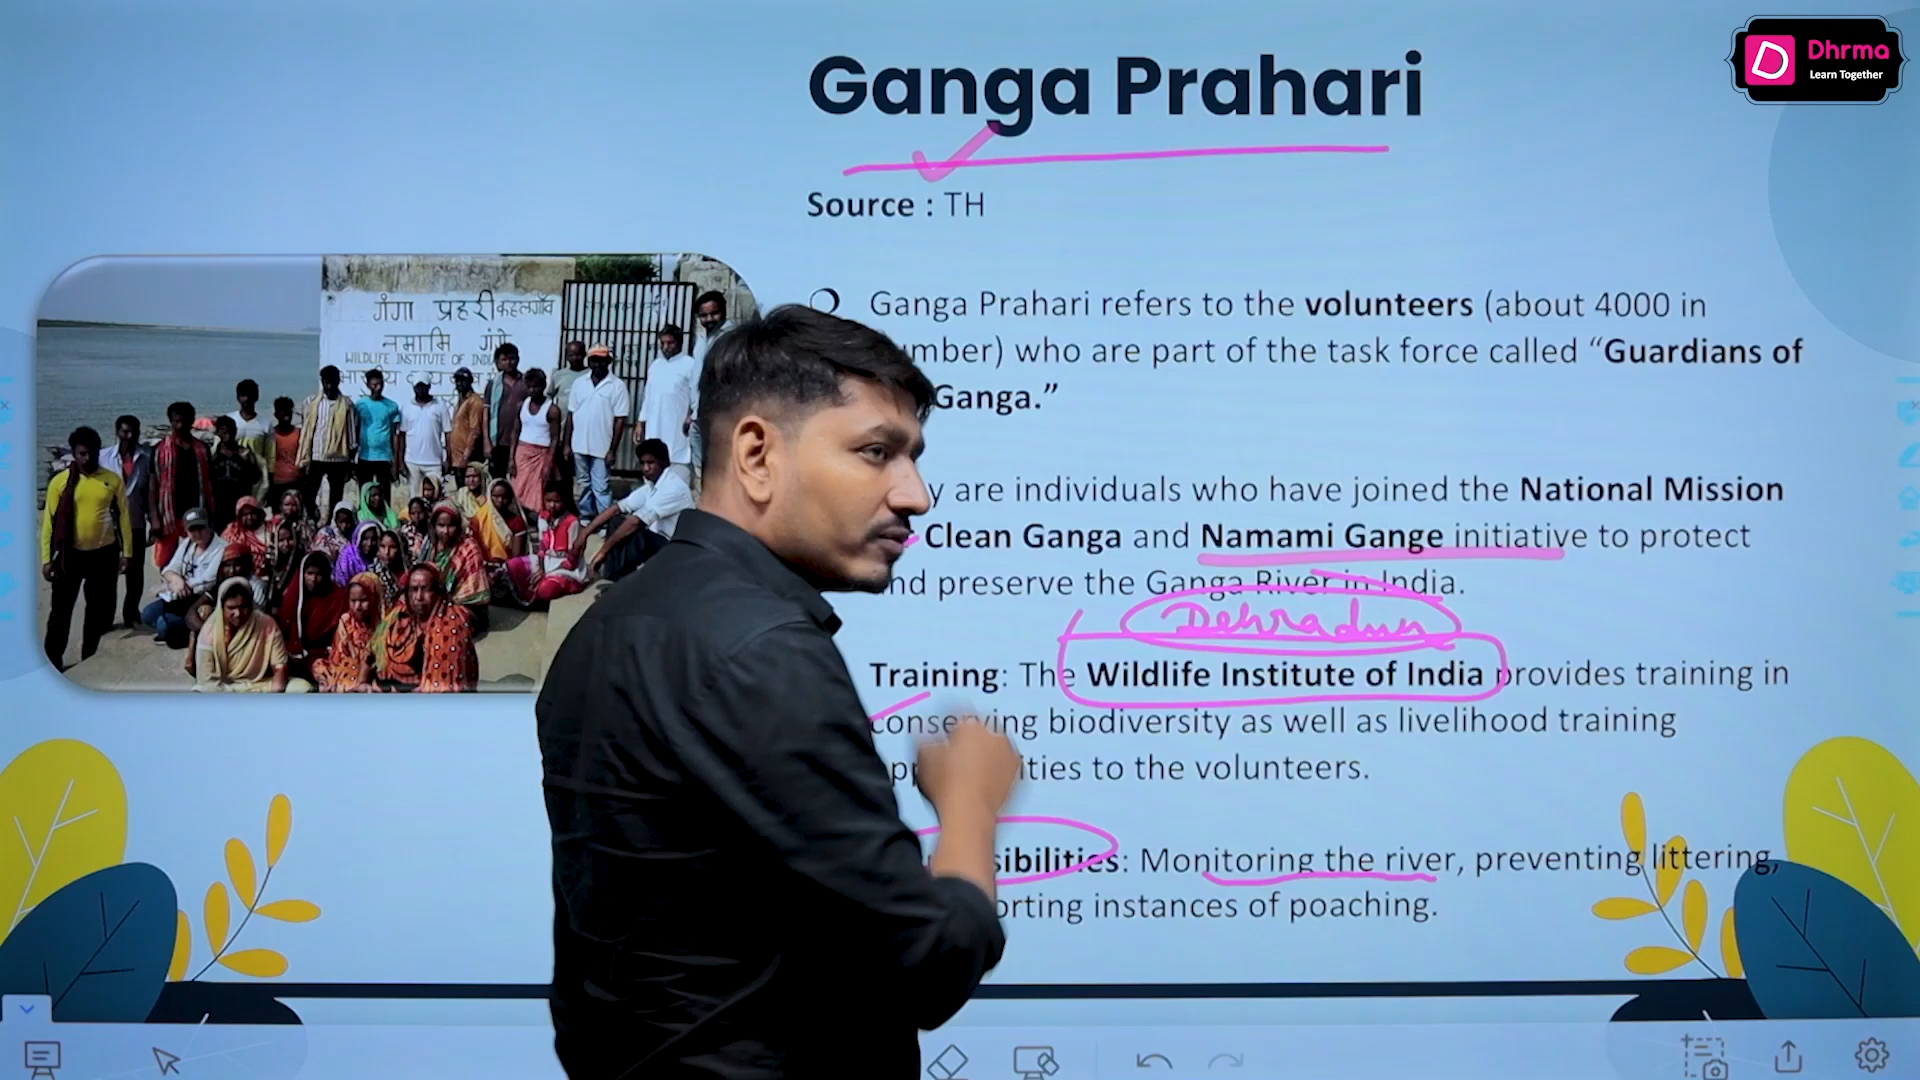 Dhrma
Learn Together
Ganga Prahari
Source : TH
Ganga Prahari refers to the volunteers (about 4000 in
mber) who are part of the task force called “Guardians of
Ganga.”
y are individuals who have joined the National Mission
Clean Ganga and Namami Gange initiative to protect
nd preserve the Ganga River in India.
Dehradun
Training: The Wildlife Institute of India provides training in
conserving biodiversity as well as livelihood training
ities to the volunteers.
sibilities: Monitoring the river, preventing littering,
orting instances of poaching.
गंगा प्रहरी कहलगाँव
नमामि गंगे
WILDLIFE INSTITUTE OF INDIA